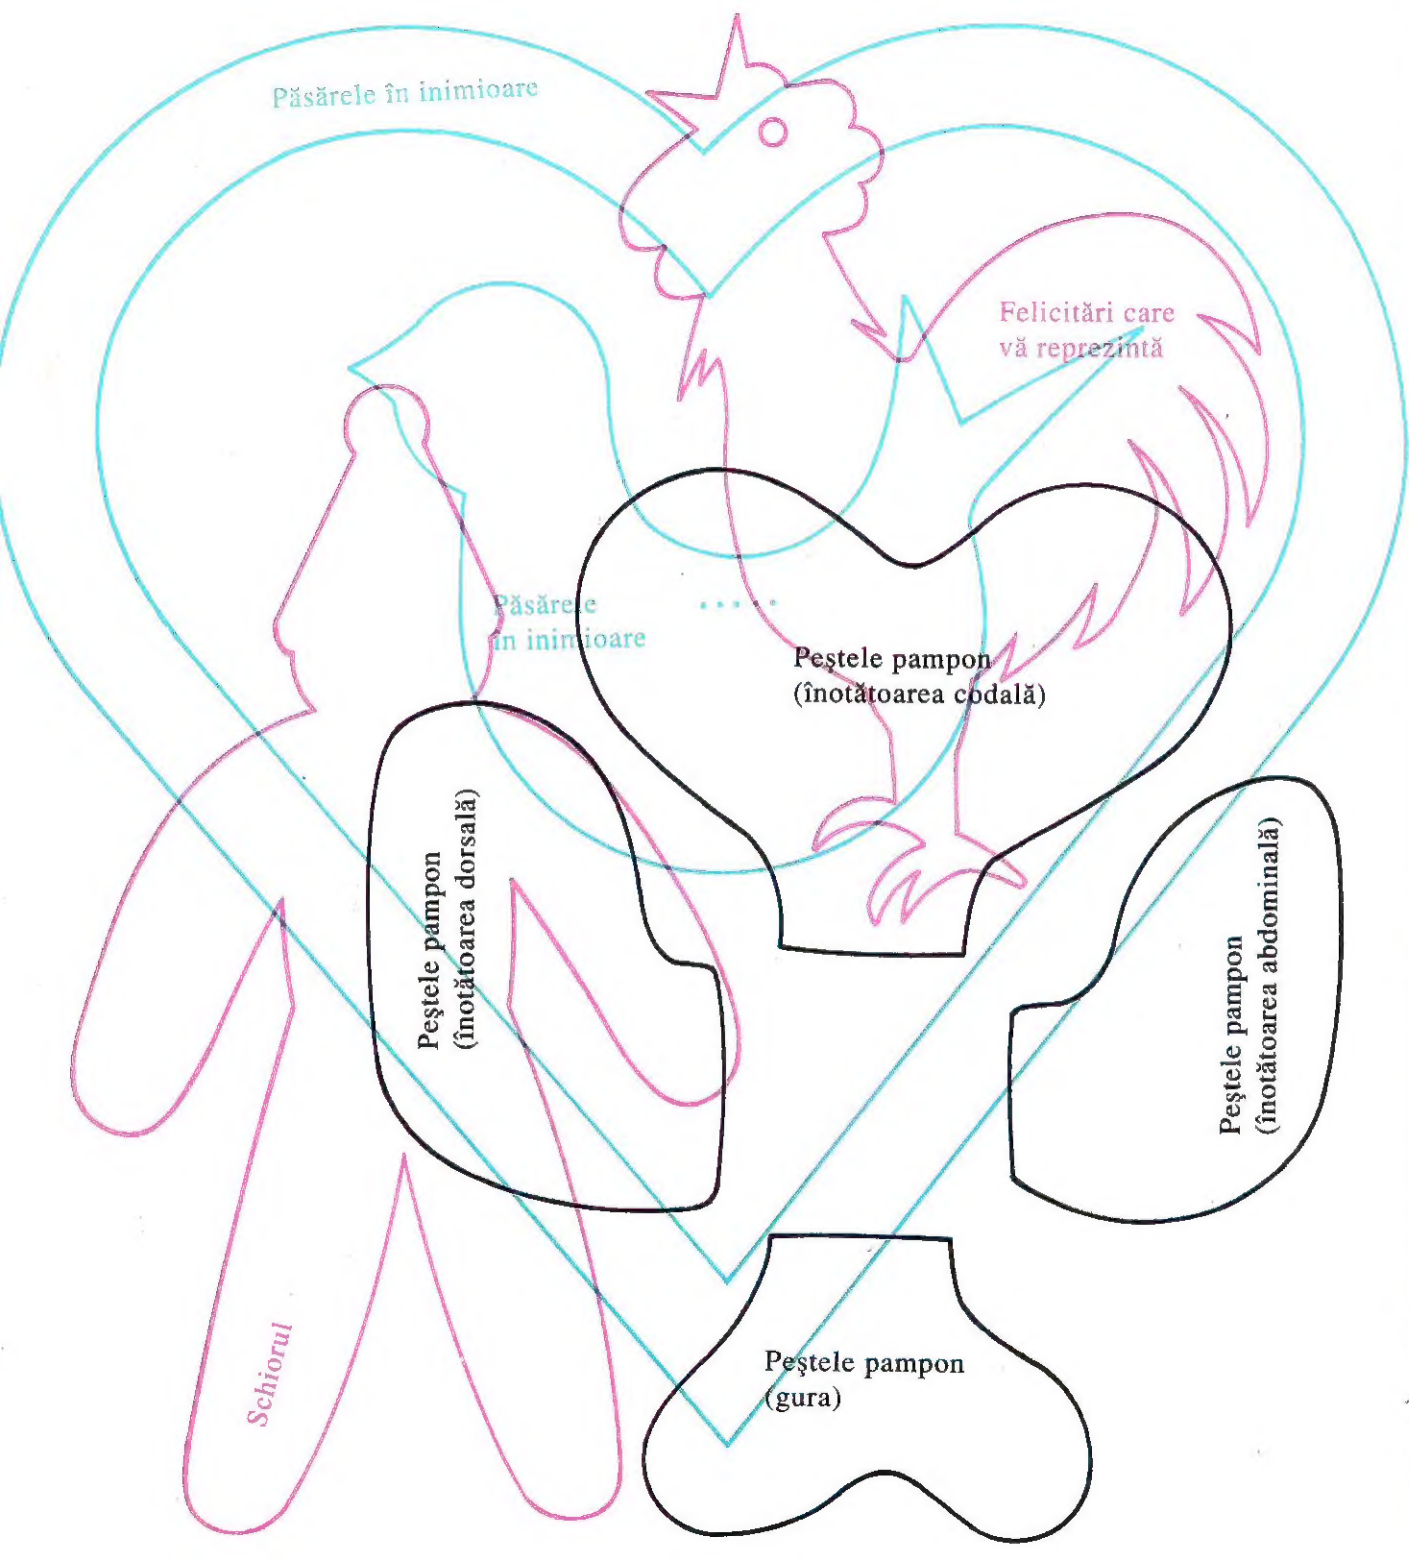 Păsărele în inimioare
Felicitări care
vă reprezintă
Păsărele
în inimioare
Peştele pampon
(înotătoarea codală)
Peştele pampon
(înotătoarea dorsală)
Peştele pampon
(înotătoarea abdominală)
Schiorul
Peştele pampon
(gura)